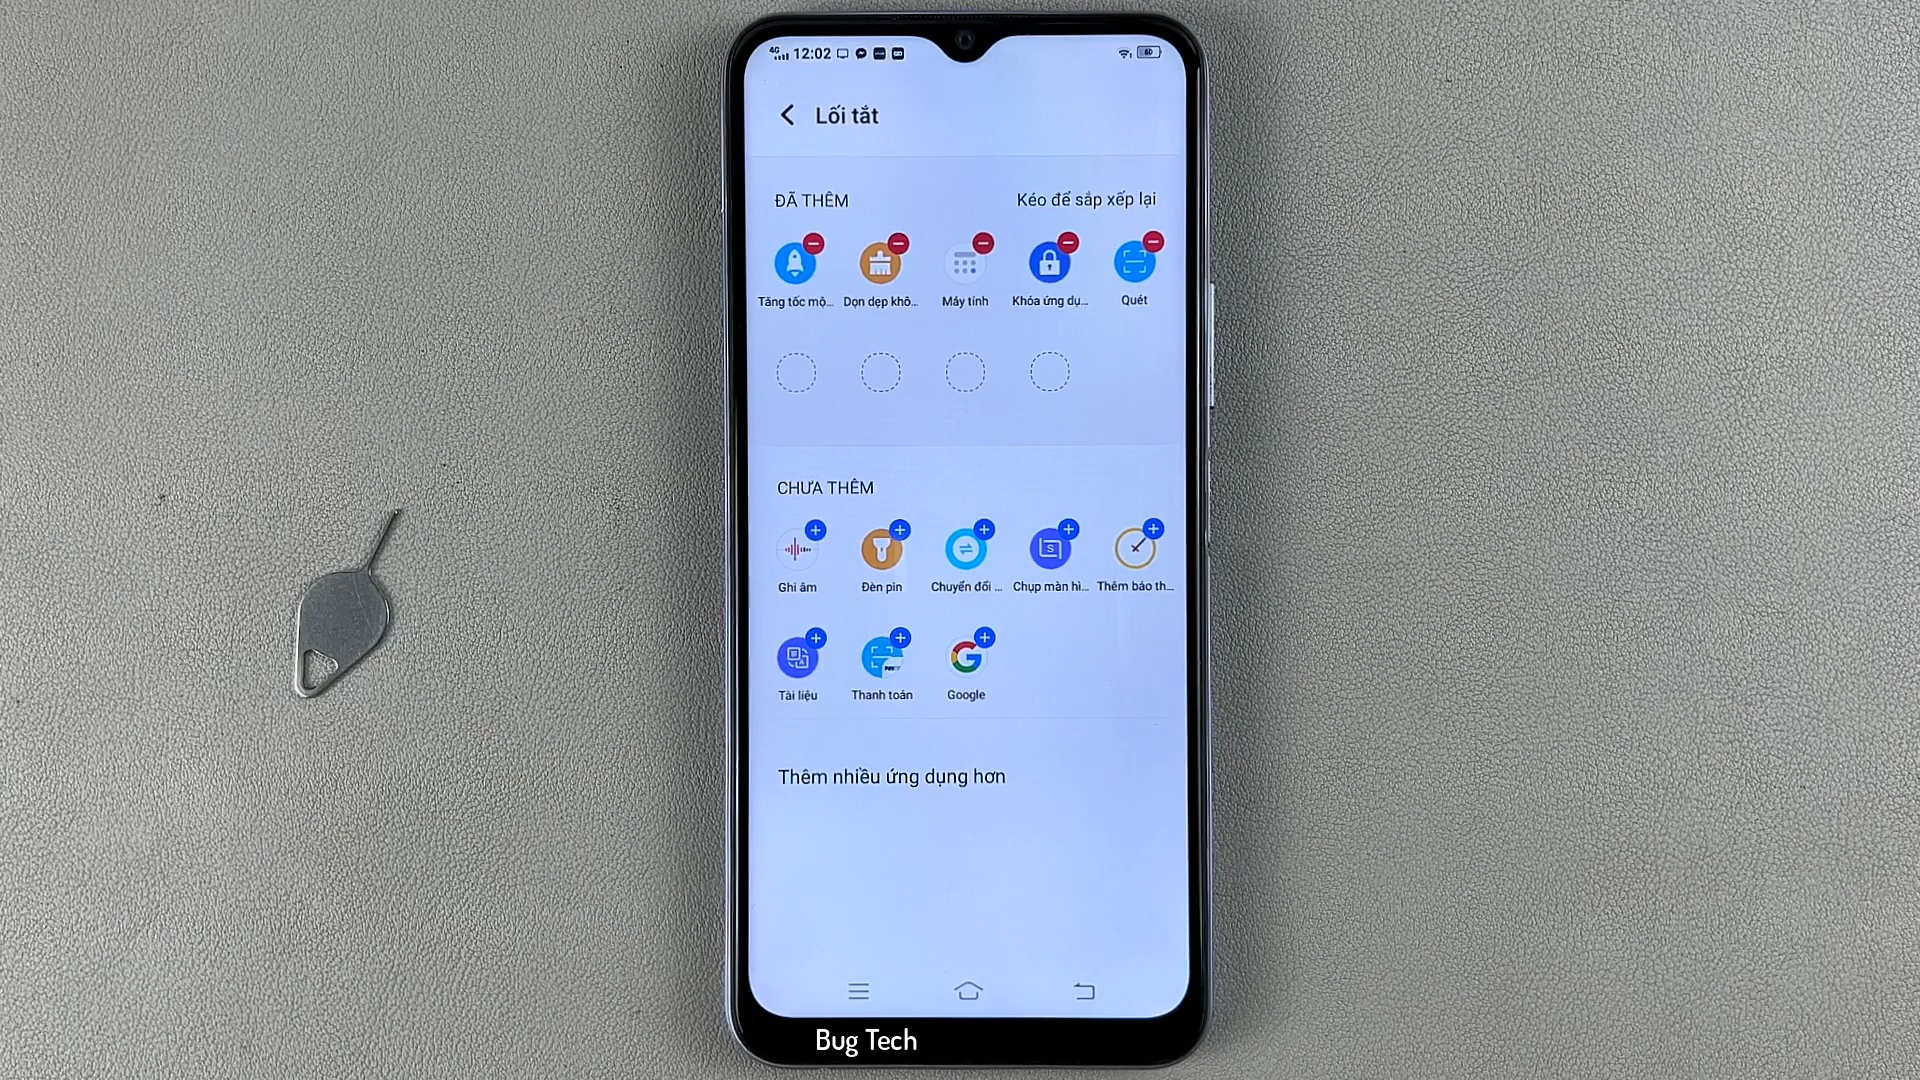 4G 12:02 60
Lối tắt
ĐÃ THÊM Kéo để sắp xếp lại
Tăng tốc mộ... Dọn dẹp khô... Máy tính Khóa ứng dụ... Quét
CHƯA THÊM
Ghi âm Đèn pin Chuyển đổi ... Chụp màn hì... Thêm báo th...
Tài liệu Thanh toán Google
Thêm nhiều ứng dụng hơn
Bug Tech